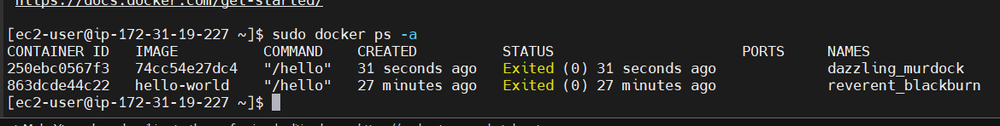 https://docs.docker.com/get-started/
[ec2-user@ip-172-31-19-227 ~]$ sudo docker ps -a
CONTAINER ID   IMAGE          COMMAND    CREATED          STATUS                      PORTS     NAMES
250ebc0567f3   74cc54e27dc4   "/hello"   31 seconds ago   Exited (0) 31 seconds ago             dazzling_murdock
863dcde44c22   hello-world    "/hello"   27 minutes ago   Exited (0) 27 minutes ago             reverent_blackburn
[ec2-user@ip-172-31-19-227 ~]$